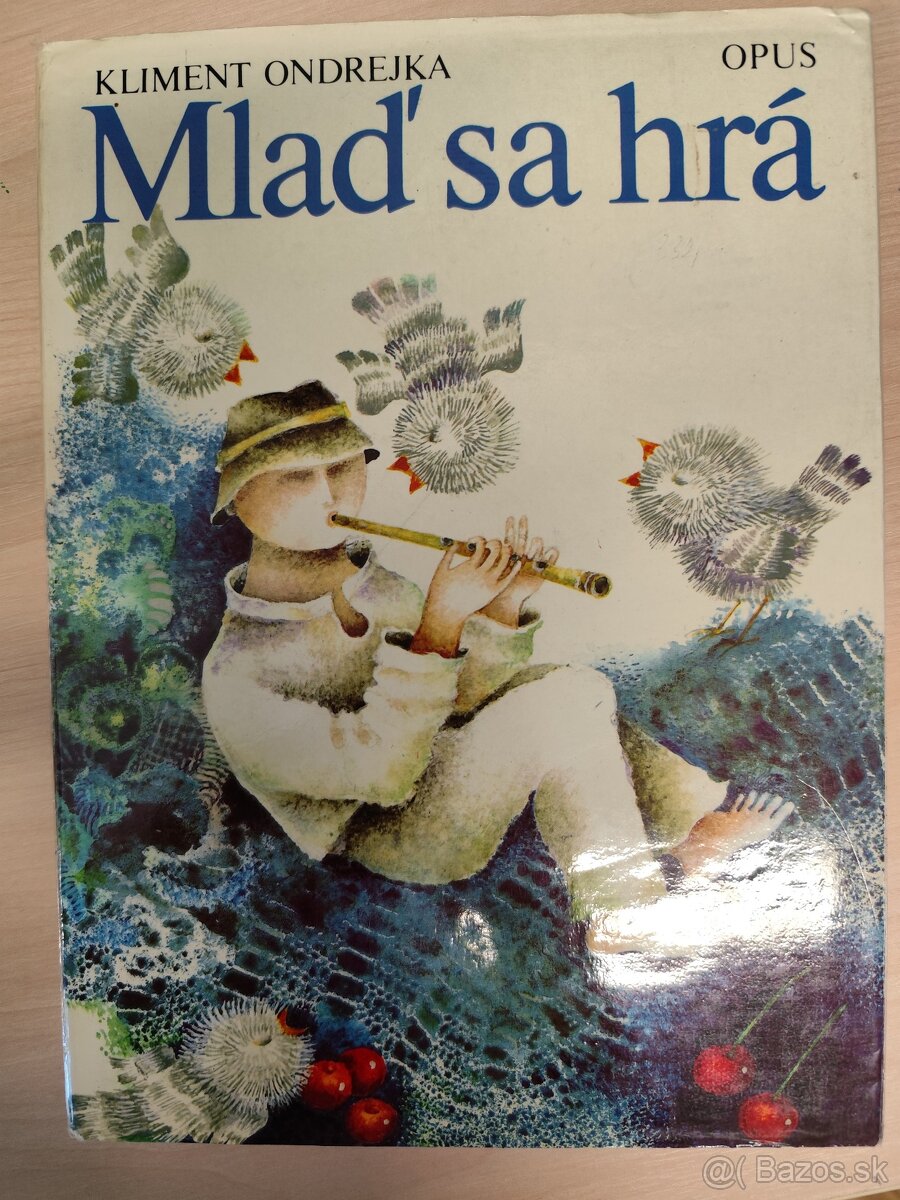 KLIMENT ONDREJKA
OPUS
Mlaď sa hrá
@( Bazos.sk